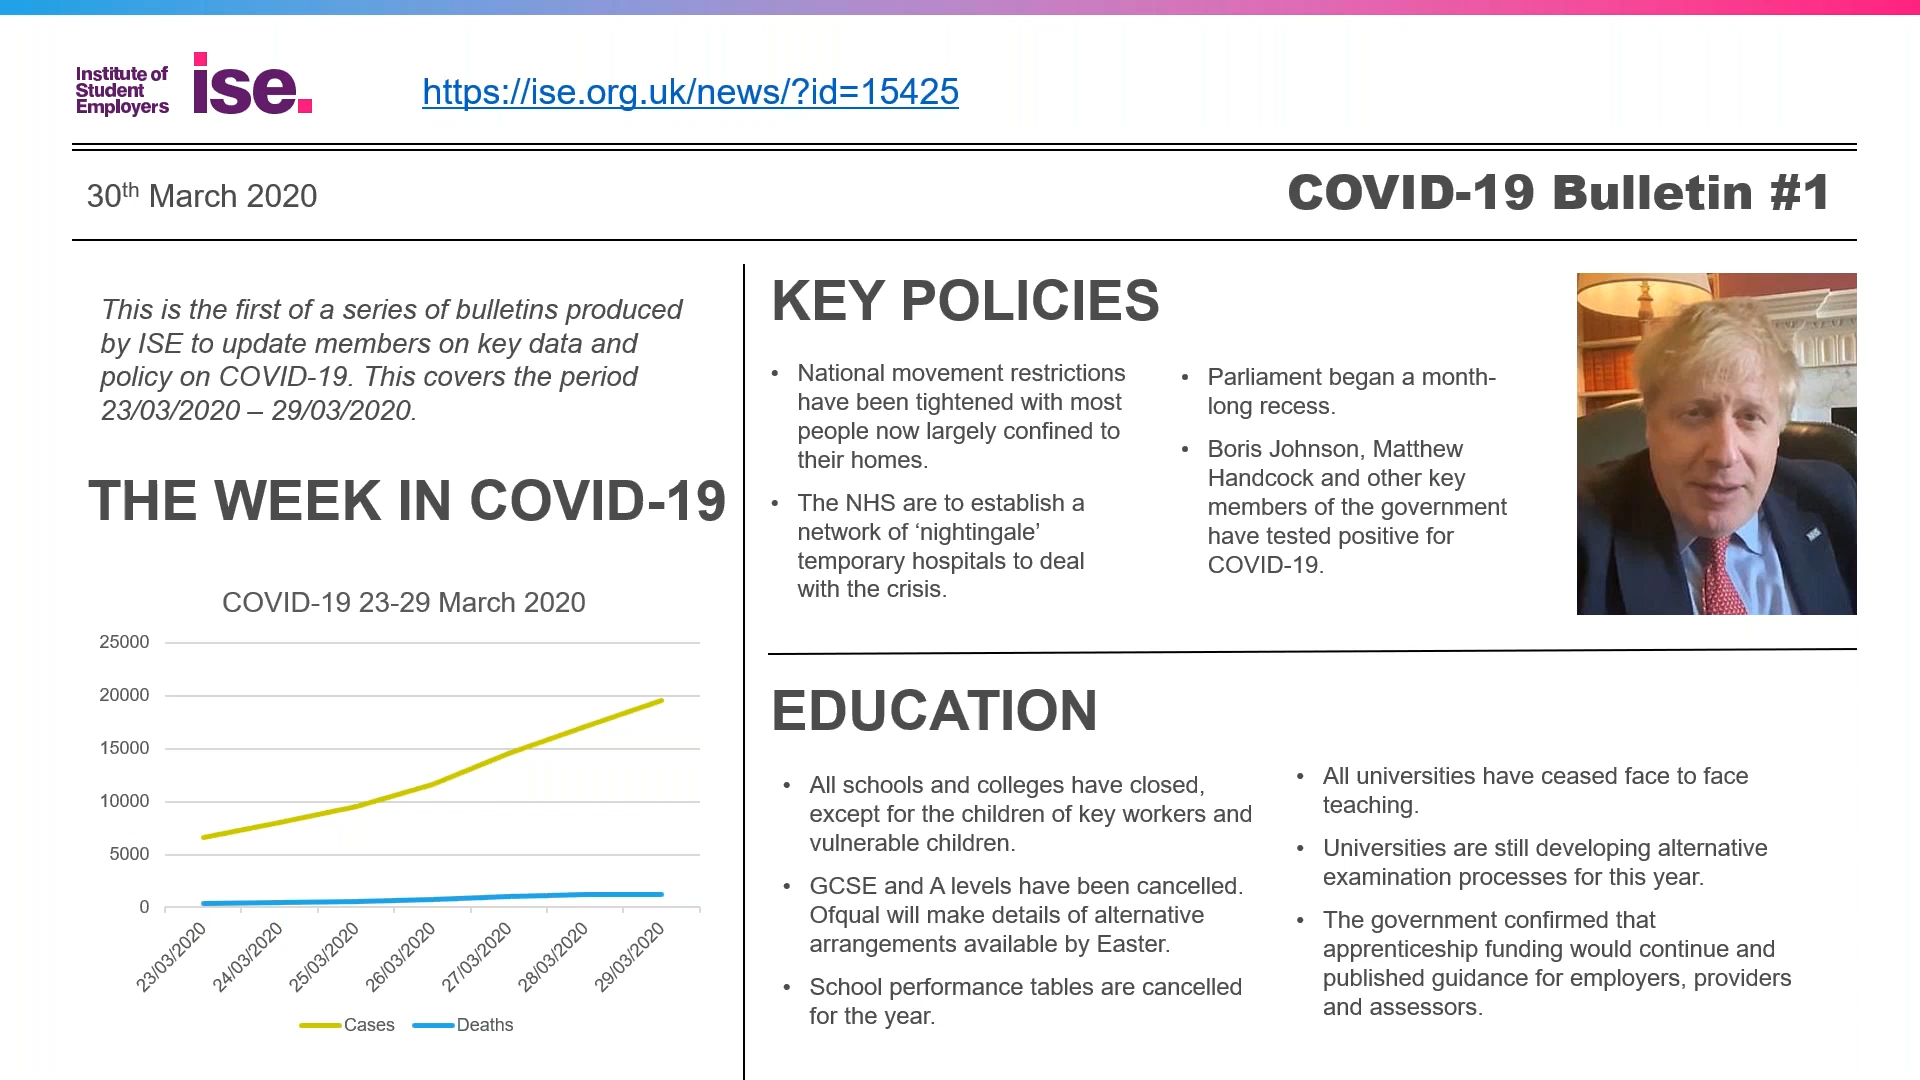 Institute of
Student
Employers
ise.
https://ise.org.uk/news/?id=15425
30th March 2020
COVID-19 Bulletin #1
This is the first of a series of bulletins produced
by ISE to update members on key data and
policy on COVID-19. This covers the period
23/03/2020 – 29/03/2020.
THE WEEK IN COVID-19
COVID-19 23-29 March 2020
25000
20000
15000
10000
5000
0
23/03/2020
24/03/2020
25/03/2020
26/03/2020
27/03/2020
28/03/2020
29/03/2020
Cases
Deaths
KEY POLICIES
• National movement restrictions
have been tightened with most
people now largely confined to
their homes.
• The NHS are to establish a
network of ‘nightingale’
temporary hospitals to deal
with the crisis.
• Parliament began a month-
long recess.
• Boris Johnson, Matthew
Handcock and other key
members of the government
have tested positive for
COVID-19.
NHS
EDUCATION
• All schools and colleges have closed,
except for the children of key workers and
vulnerable children.
• GCSE and A levels have been cancelled.
Ofqual will make details of alternative
arrangements available by Easter.
• School performance tables are cancelled
for the year.
• All universities have ceased face to face
teaching.
• Universities are still developing alternative
examination processes for this year.
• The government confirmed that
apprenticeship funding would continue and
published guidance for employers, providers
and assessors.